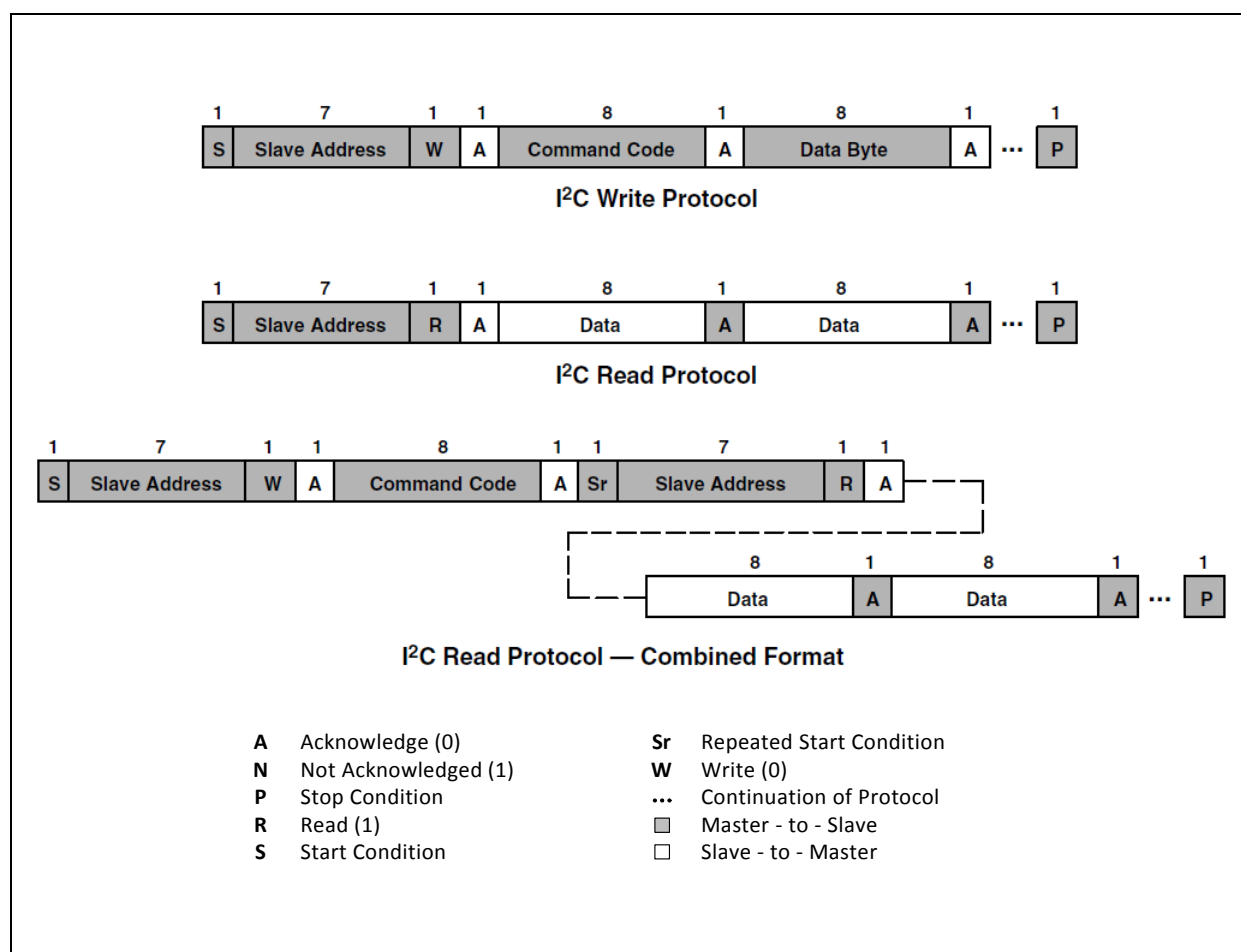 1 7 1 1 8 1 8 1 1
S Slave Address W A Command Code A Data Byte A ... P
I²C Write Protocol
1 7 1 1 8 1 8 1 1
S Slave Address R A Data A Data A ... P
I²C Read Protocol
1 7 1 1 8 1 1 7 1 1
S Slave Address W A Command Code A Sr Slave Address R A
8 1 8 1 1
Data A Data A ... P
I²C Read Protocol — Combined Format
A Acknowledge (0)
N Not Acknowledged (1)
P Stop Condition
R Read (1)
S Start Condition
Sr Repeated Start Condition
W Write (0)
... Continuation of Protocol
Master - to - Slave
Slave - to - Master